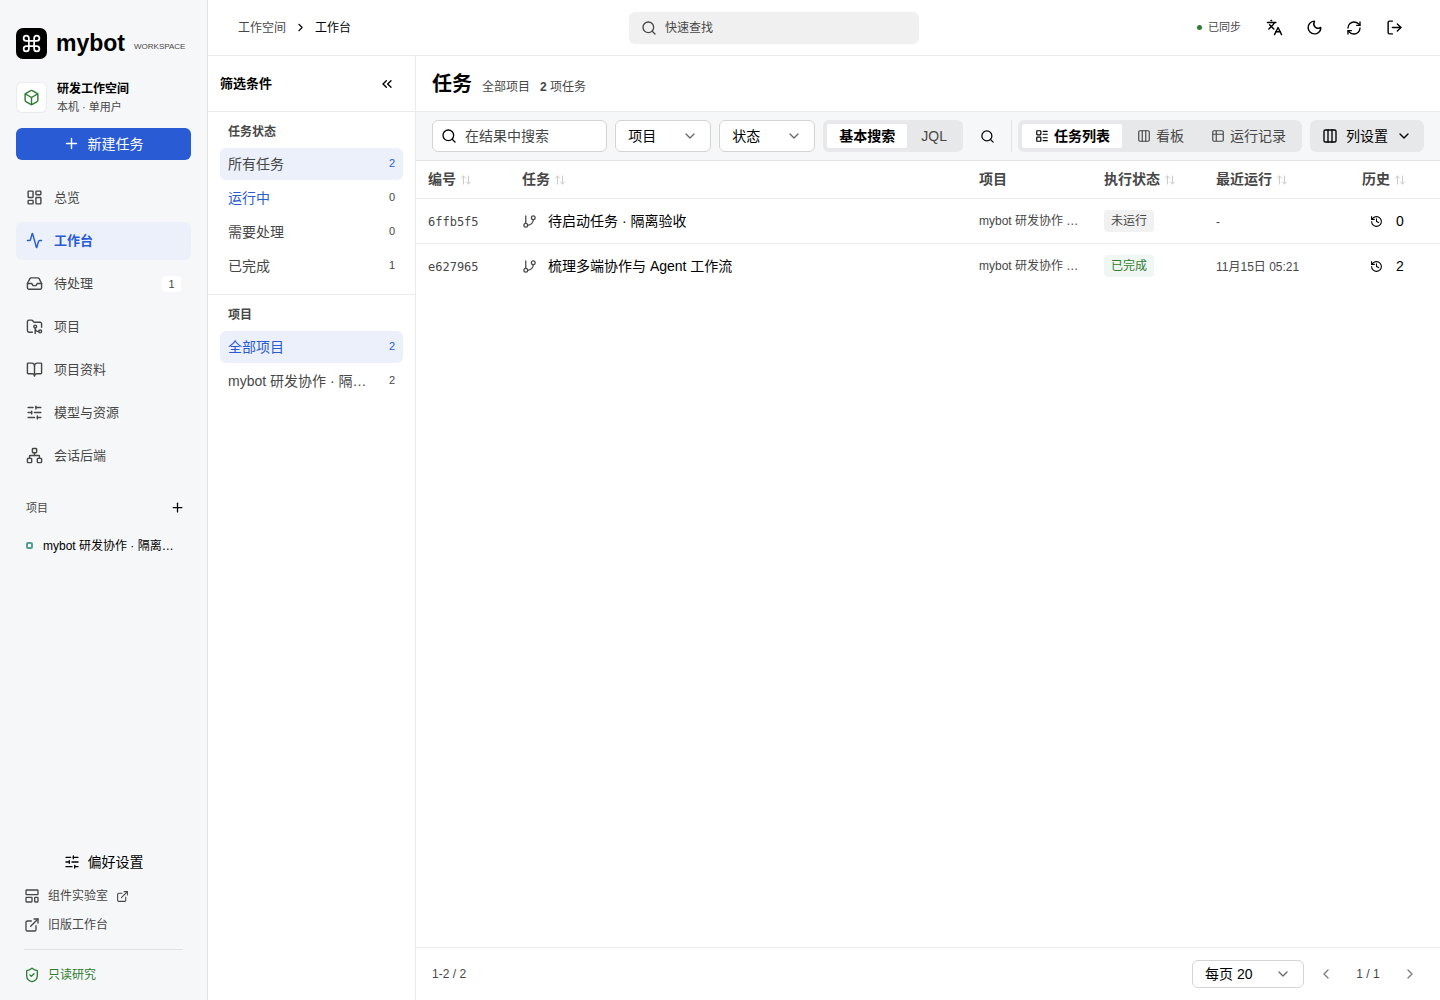 mybot WORKSPACE
研发工作空间
本机 · 单用户
新建任务
总览
工作台
待处理 1
项目
项目资料
模型与资源
会话后端
项目
mybot 研发协作 · 隔离…
偏好设置
组件实验室
旧版工作台
只读研究
工作空间 工作台
快速查找
已同步
筛选条件
任务状态
所有任务 2
运行中 0
需要处理 0
已完成 1
项目
全部项目 2
mybot 研发协作 · 隔… 2
任务 全部项目 2 项任务
在结果中搜索 项目 状态 基本搜索 JQL 任务列表 看板 运行记录 列设置
编号 任务 项目 执行状态 最近运行 历史
6ffb5f5 待启动任务 · 隔离验收 mybot 研发协作 … 未运行 - 0
e627965 梳理多端协作与 Agent 工作流 mybot 研发协作 … 已完成 11月15日 05:21 2
1-2 / 2 每页 20 1 / 1